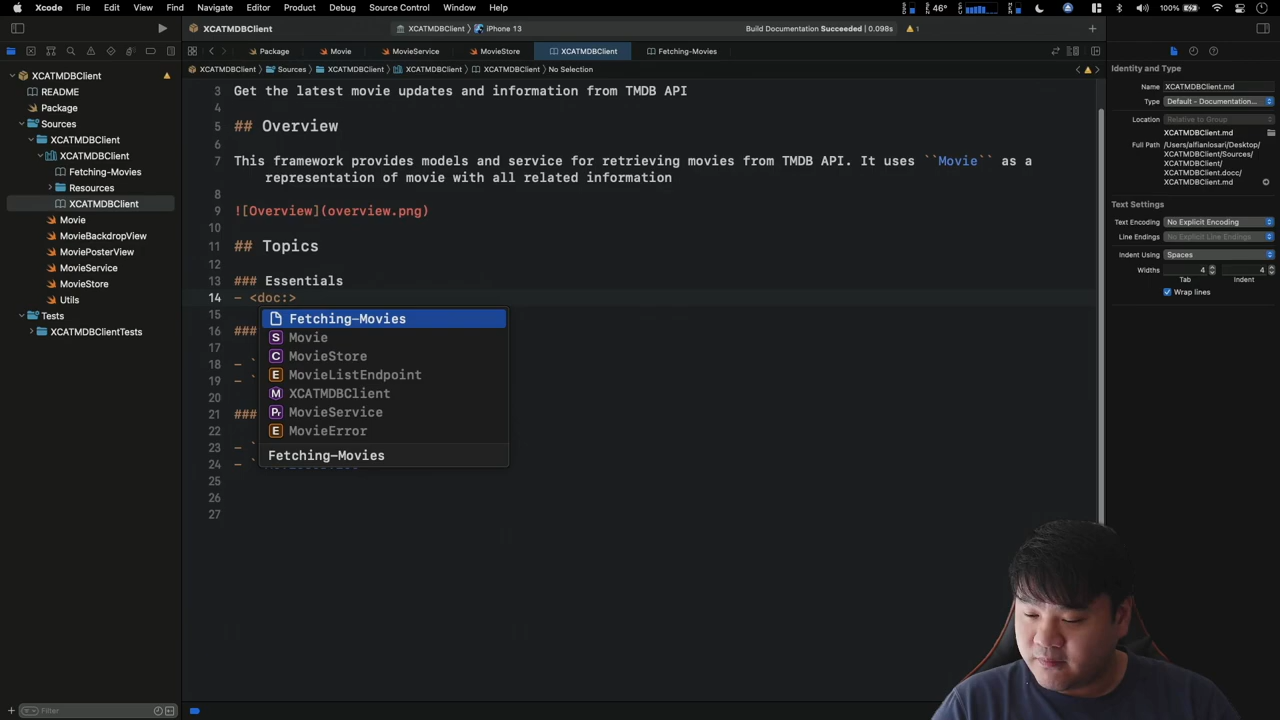 Xcode File Edit View Find Navigate Editor Product Debug Source Control Window Help 46° 100%
XCATMDBClient XCATMDBClient 〉 iPhone 13 Build Documentation Succeeded | 0.098s 1
Package Movie MovieService MovieStore XCATMDBClient Fetching-Movies
XCATMDBClient 〉 Sources 〉 XCATMDBClient 〉 XCATMDBClient 〉 XCATMDBClient 〉 No Selection
XCATMDBClient
README
Package
Sources
XCATMDBClient
XCATMDBClient
Fetching-Movies
Resources
XCATMDBClient
Movie
MovieBackdropView
MoviePosterView
MovieService
MovieStore
Utils
Tests
XCATMDBClientTests
Filter
3 Get the latest movie updates and information from TMDB API
4
5 ## Overview
6
7 This framework provides models and service for retrieving movies from TMDB API. It uses ``Movie`` as a
representation of movie with all related information
8
9 ![Overview](overview.png)
10
11 ## Topics
12
13 ### Essentials
14 - <doc:>
15
16 ###
17
18 - `
19 - `
20
21 ###
22
23 - `
24 - `
25
26
27
Fetching-Movies
S Movie
C MovieStore
E MovieListEndpoint
M XCATMDBClient
Pr MovieService
E MovieError
Fetching-Movies
Identity and Type
Name XCATMDBClient.md
Type Default - Documentation...
Location Relative to Group
XCATMDBClient.md
Full Path /Users/alfianlosari/Desktop/
XCATMDBClient/Sources/
XCATMDBClient/
XCATMDBClient.docc/
XCATMDBClient.md
Text Settings
Text Encoding No Explicit Encoding
Line Endings No Explicit Line Endings
Indent Using Spaces
Widths 4 4
Tab Indent
Wrap lines